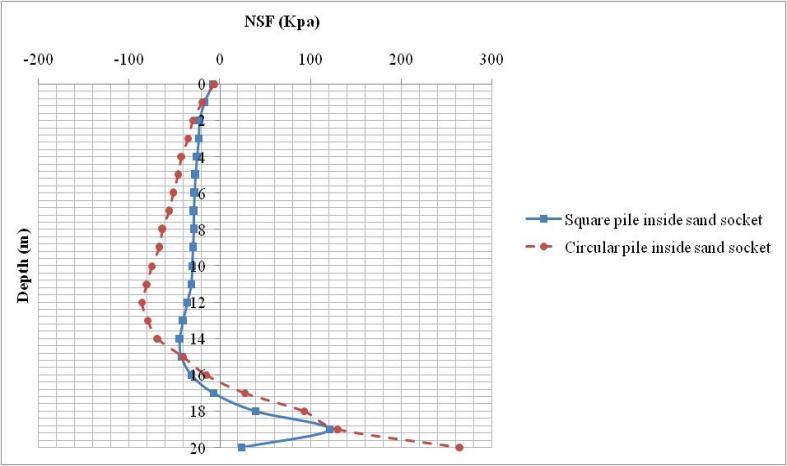 NSF (Kpa)
-200 -100 0 100 200 300
0
2
4
6
8
10
12
14
16
18
20
Depth (m)
Square pile inside sand socket
Circular pile inside sand socket